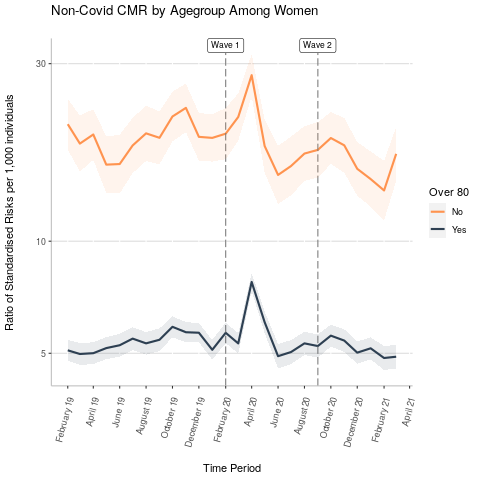 Non-Covid CMR by Agegroup Among Women
Ratio of Standardised Risks per 1,000 individuals
30
10
5
Wave 1
Wave 2
Over 80
No
Yes
February 19
April 19
June 19
August 19
October 19
December 19
February 20
April 20
June 20
August 20
October 20
December 20
February 21
April 21
Time Period